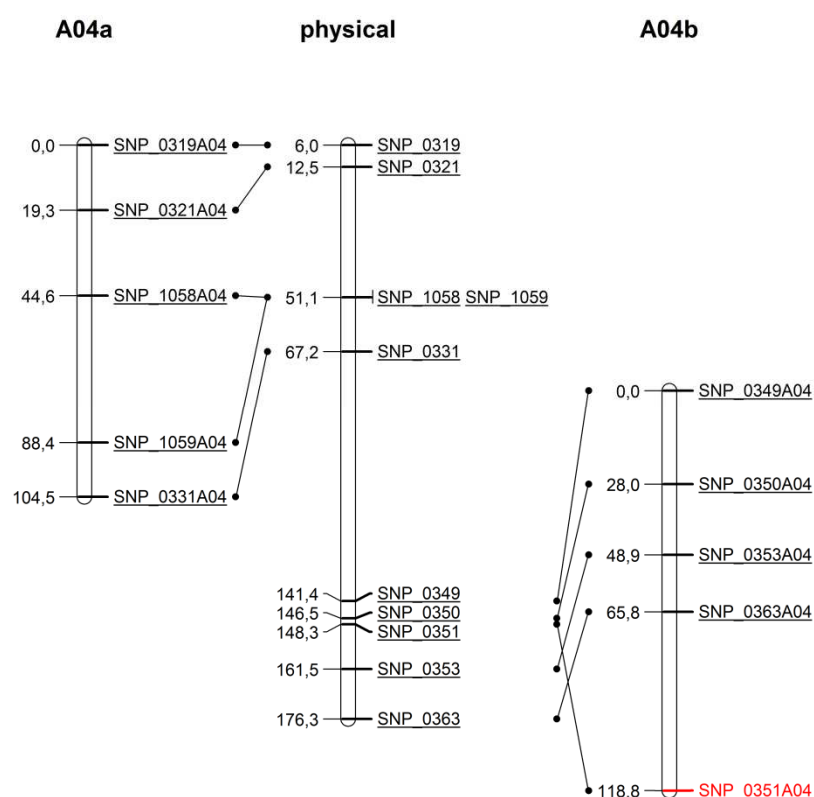 A04a physical A04b
0,0 SNP_0319A04 6,0 SNP_0319
12,5 SNP_0321
19,3 SNP_0321A04
44,6 SNP_1058A04 51,1 SNP_1058 SNP_1059
67,2 SNP_0331
0,0 SNP_0349A04
88,4 SNP_1059A04
28,0 SNP_0350A04
104,5 SNP_0331A04
48,9 SNP_0353A04
141,4 SNP_0349
146,5 SNP_0350 65,8 SNP_0363A04
148,3 SNP_0351
161,5 SNP_0353
176,3 SNP_0363
118,8 SNP_0351A04